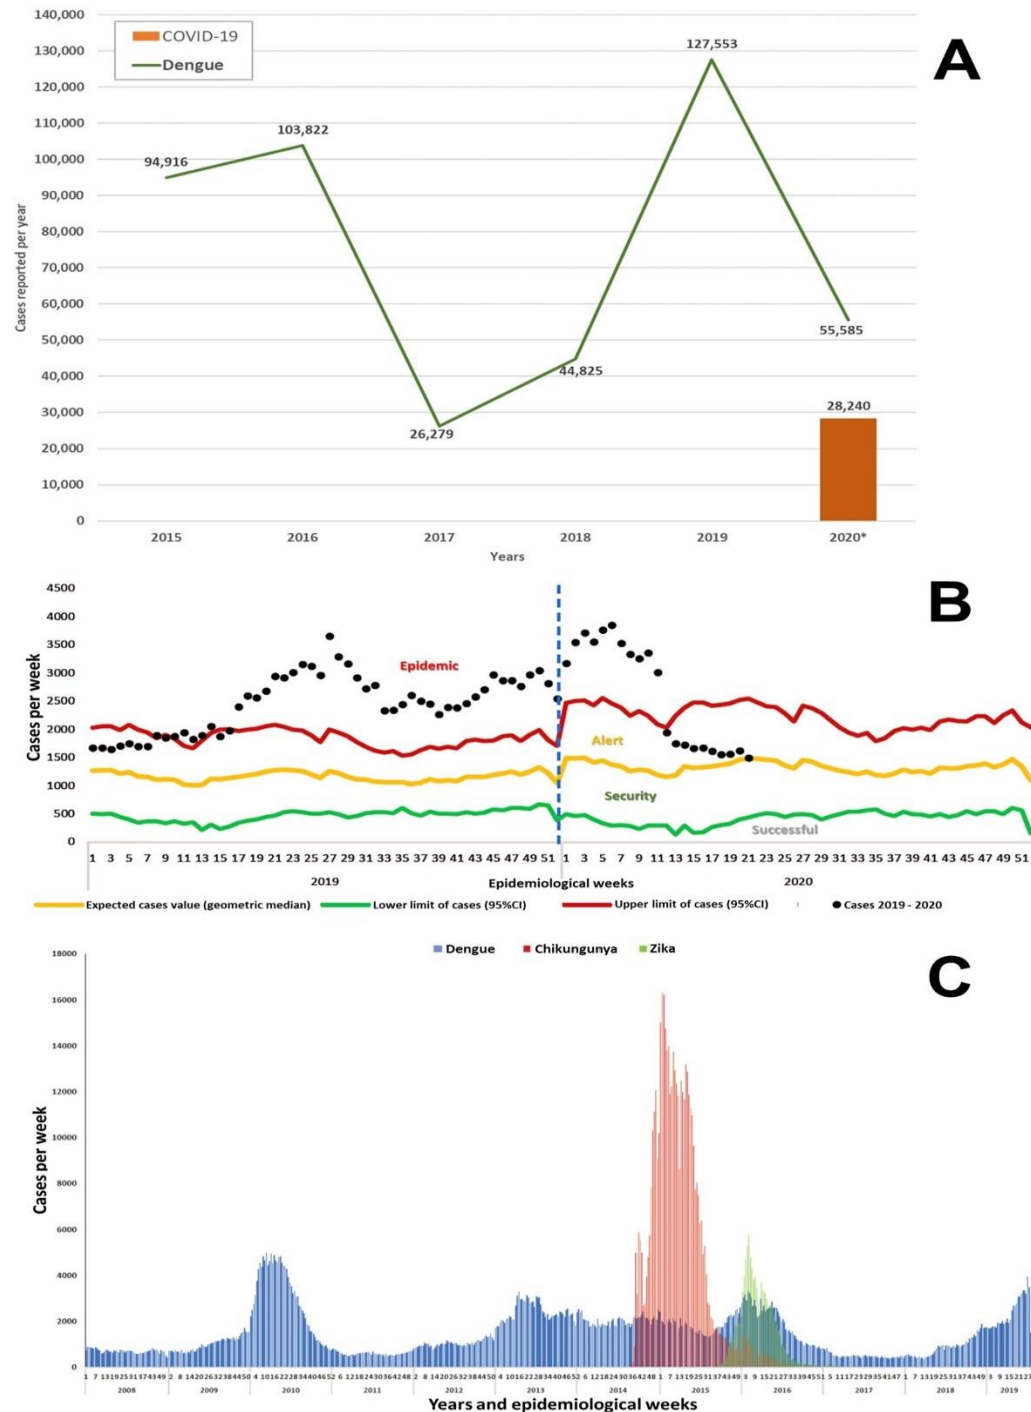 140,000
COVID-19
Dengue
A
130,000
120,000
110,000
100,000
90,000
80,000
70,000
60,000
50,000
40,000
30,000
20,000
10,000
0
Cases reported per year
94,916
103,822
26,279
44,825
127,553
55,585
28,240
2015 2016 2017 2018 2019 2020*
Years
B
4500
4000
3500
3000
2500
2000
1500
1000
500
0
Cases per week
Epidemic
Alert
Security
Successful
1 3 5 7 9 11 13 15 17 19 21 23 25 27 29 31 33 35 37 39 41 43 45 47 49 51 1 3 5 7 9 11 13 15 17 19 21 23 25 27 29 31 33 35 37 39 41 43 45 47 49 51
2019 Epidemiological weeks 2020
Expected cases value (geometric median) Lower limit of cases (95%CI) Upper limit of cases (95%CI) Cases 2019 - 2020
Dengue Chikungunya Zika
C
18000
16000
14000
12000
10000
8000
6000
4000
2000
0
Cases per week
2008 2009 2010 2011 2012 2013 2014 2015 2016 2017 2018 2019
Years and epidemiological weeks